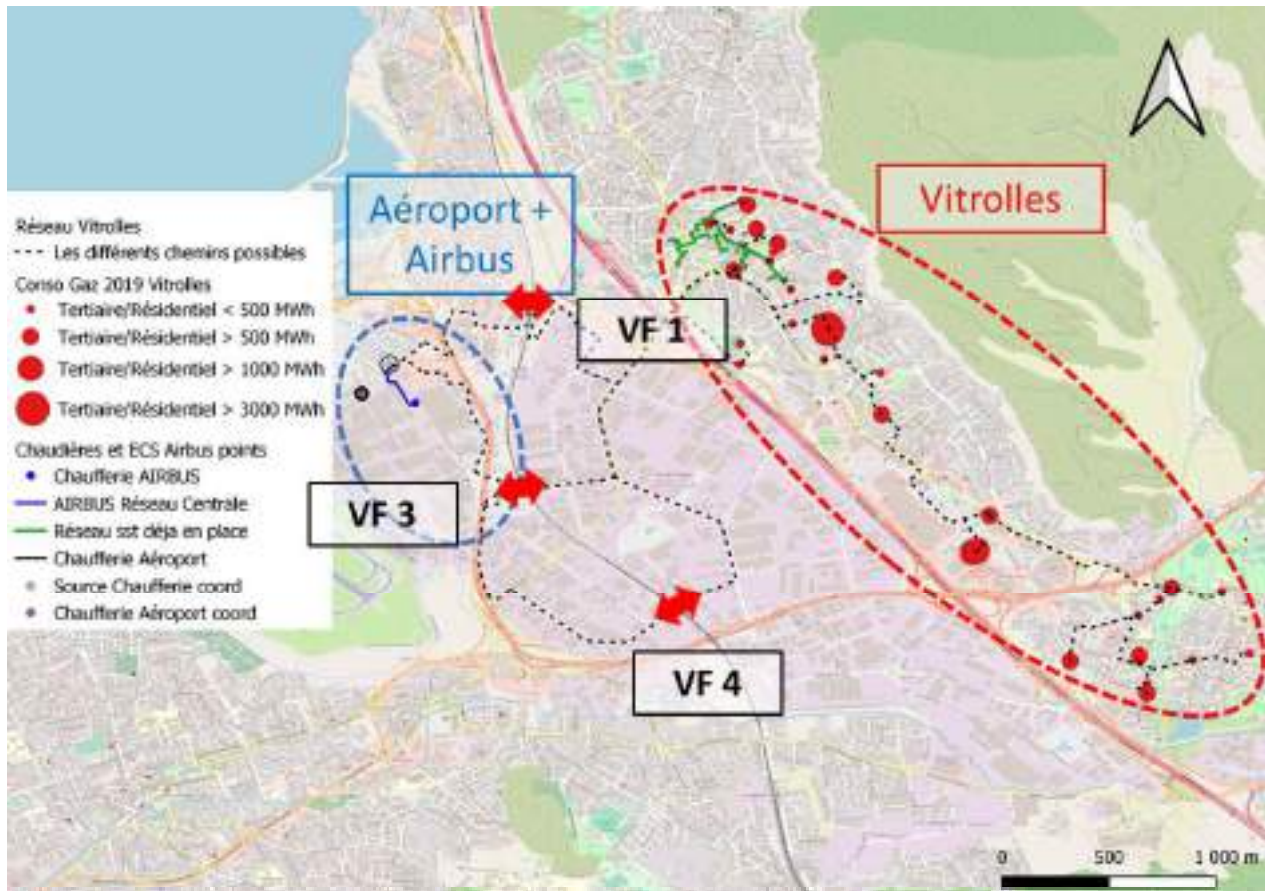 Aéroport +
Airbus
Vitrolles
Réseau Vitrolles
Les différents chemins possibles
Conso Gaz 2019 Vitrolles
Tertiaire/Résidentiel < 500 MWh
Tertiaire/Résidentiel > 500 MWh
Tertiaire/Résidentiel > 1000 MWh
Tertiaire/Résidentiel > 3000 MWh
Chaudières et ECS Airbus points
Chaufferie AIRBUS
AIRBUS Réseau Centrale
Réseau sst déja en place
Chaufferie Aéroport
Source Chaufferie coord
Chaufferie Aéroport coord
VF 1
VF 3
VF 4
0 500 1 000 m